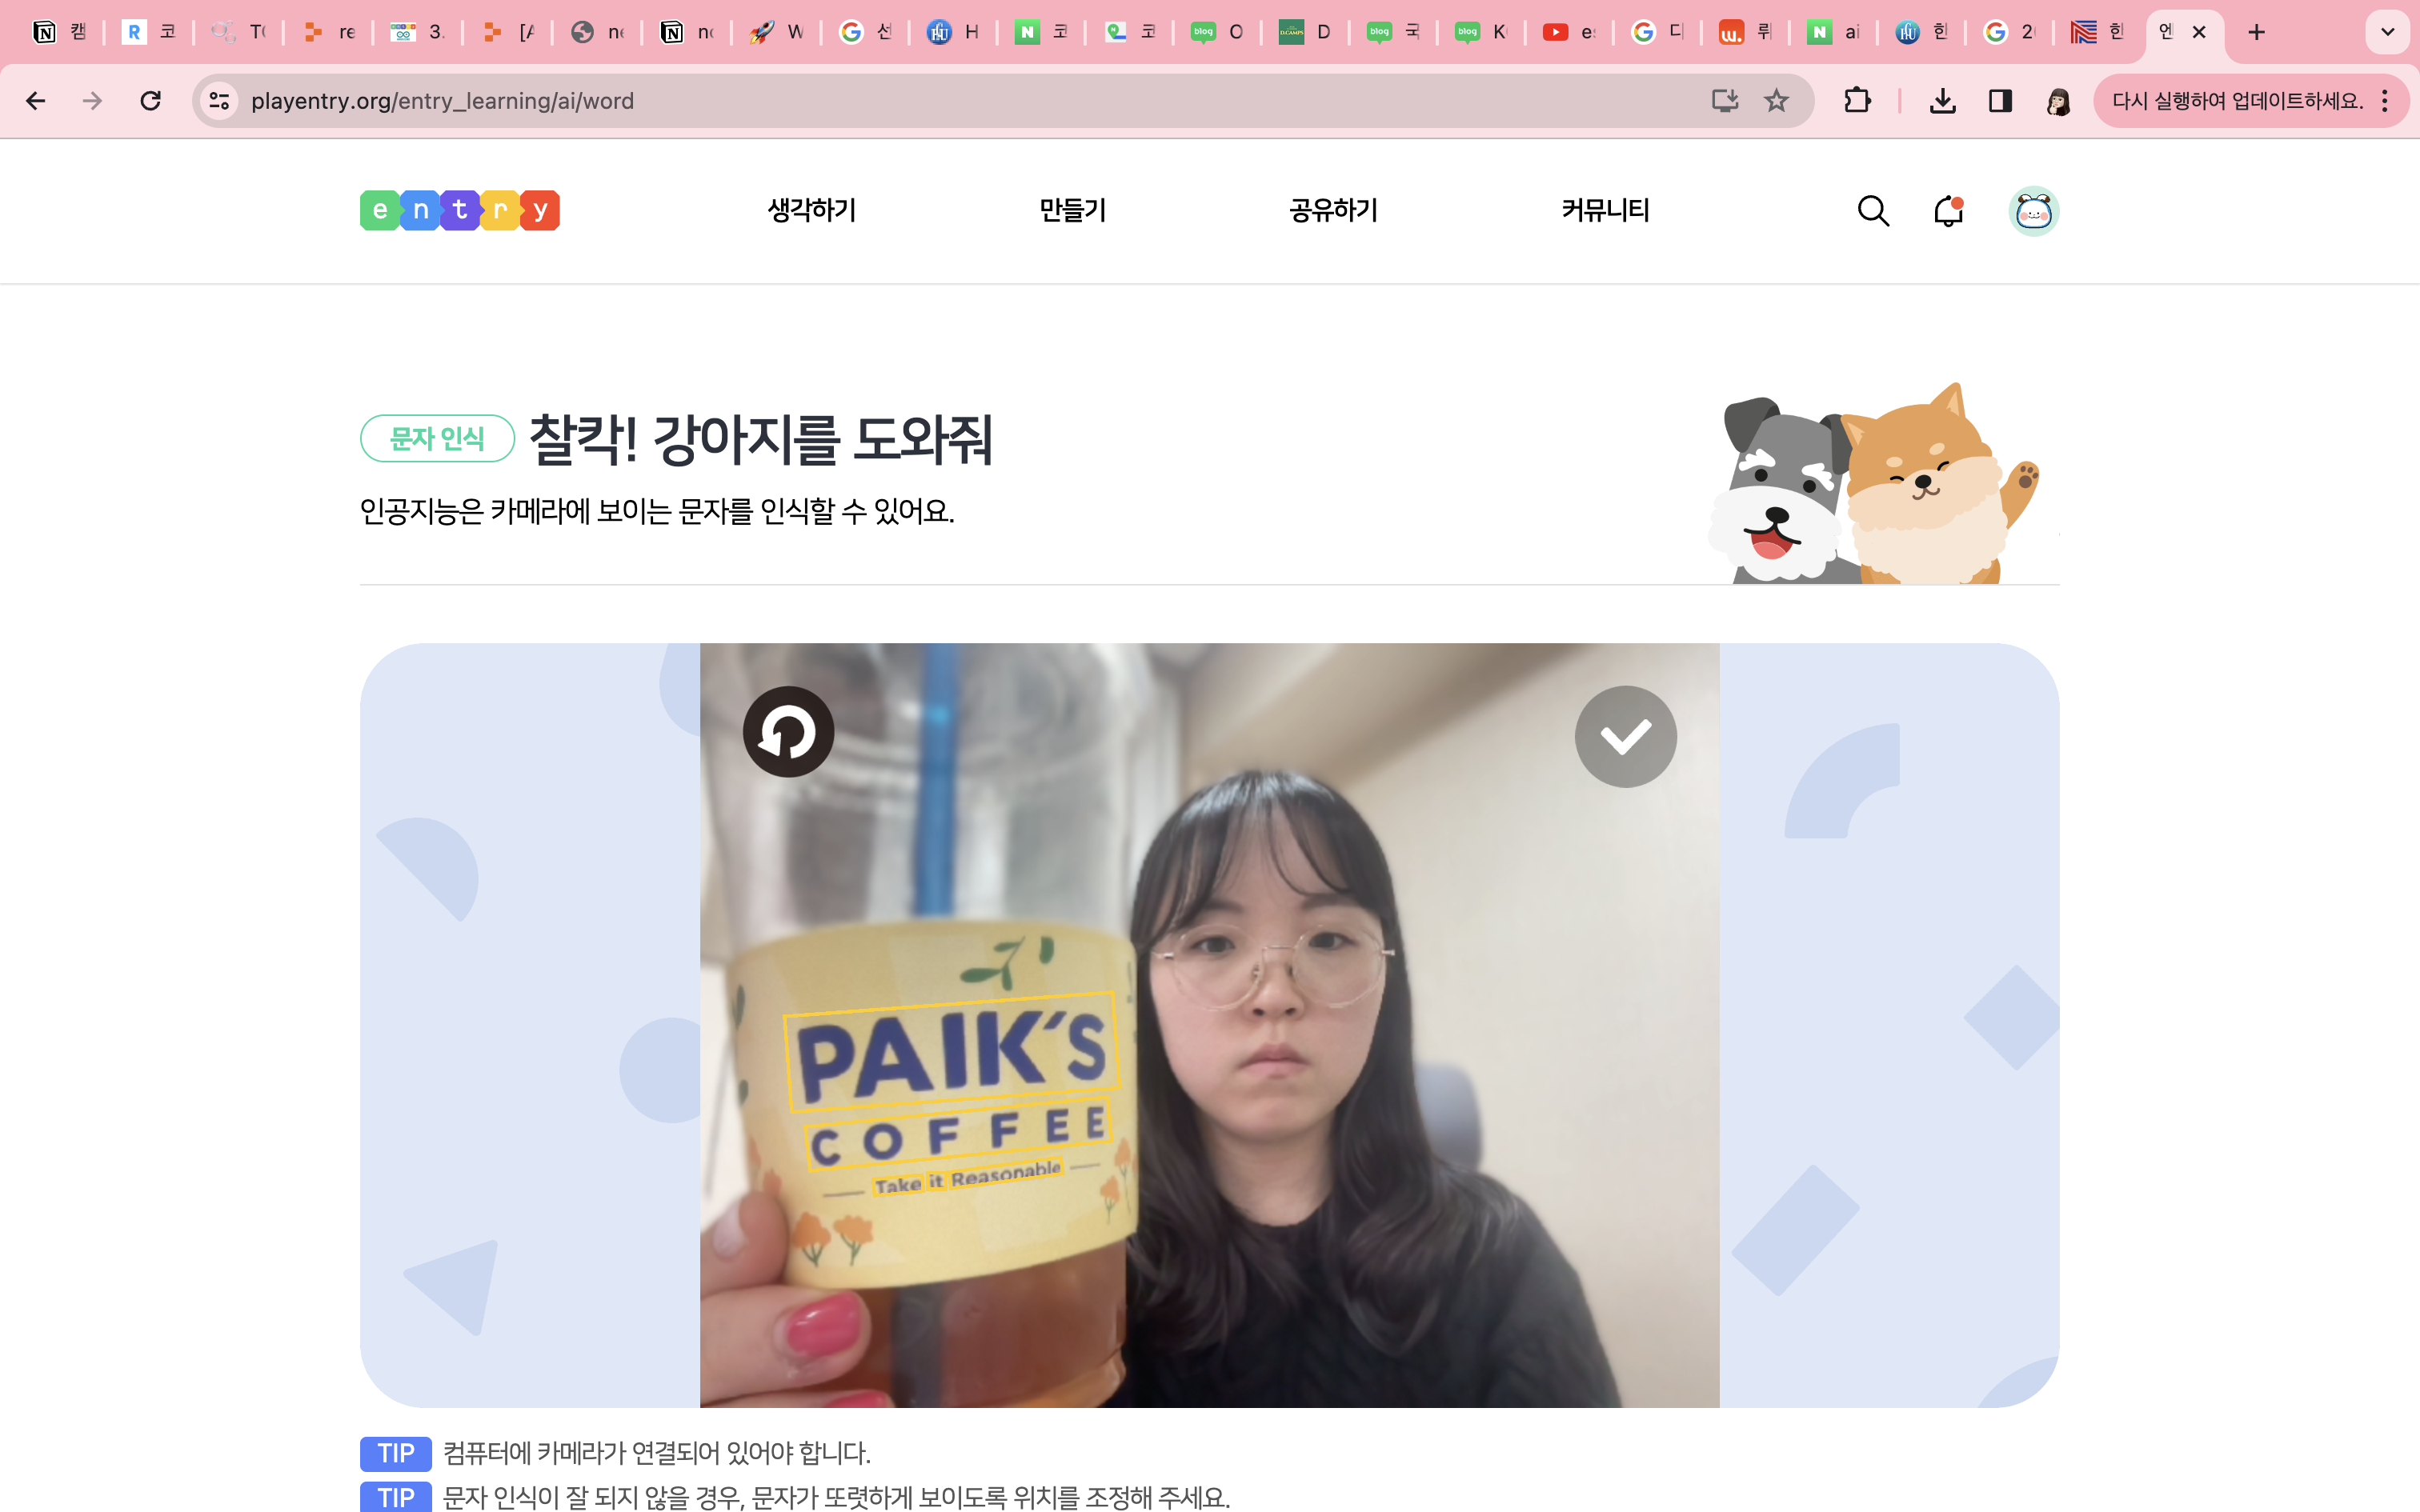 캠
코
TC
re
3.
[A
ne
no
W
선
H
코
코
O
D
국
K
e
디
뤼
ai
한
2
한
엔
playentry.org/entry_learning/ai/word
다시 실행하여 업데이트하세요.
entry
생각하기
만들기
공유하기
커뮤니티
문자 인식 찰칵! 강아지를 도와줘
인공지능은 카메라에 보이는 문자를 인식할 수 있어요.
PAIK'S
COFFEE
Take it Reasonable
TIP 컴퓨터에 카메라가 연결되어 있어야 합니다.
TIP 문자 인식이 잘 되지 않을 경우, 문자가 또렷하게 보이도록 위치를 조정해 주세요.